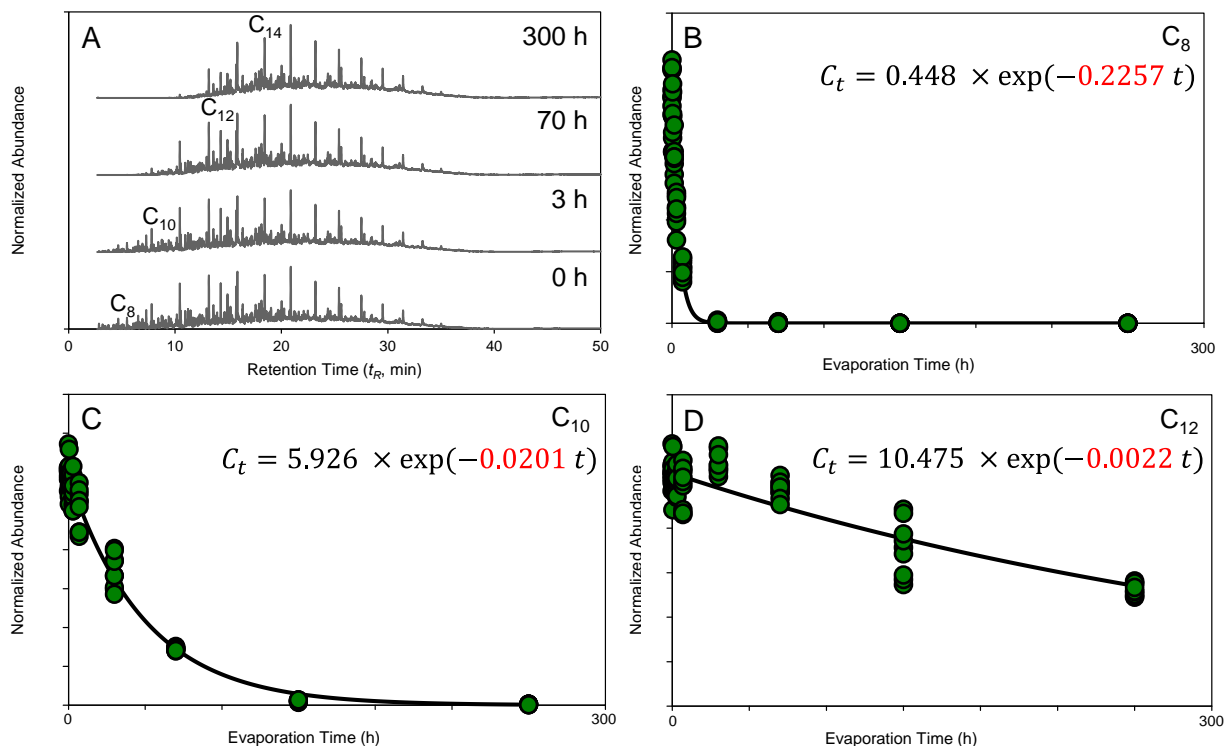 A
C₁₄
300 h
C₁₂
70 h
C₁₀
3 h
C₈
0 h
Normalized Abundance
0 10 20 30 40 50
Retention Time (t_R, min)
B
C₈
Cₜ = 0.448 × exp(−0.2257 t)
Normalized Abundance
0 300
Evaporation Time (h)
C
C₁₀
Cₜ = 5.926 × exp(−0.0201 t)
Normalized Abundance
0 300
Evaporation Time (h)
D
C₁₂
Cₜ = 10.475 × exp(−0.0022 t)
Normalized Abundance
0 300
Evaporation Time (h)